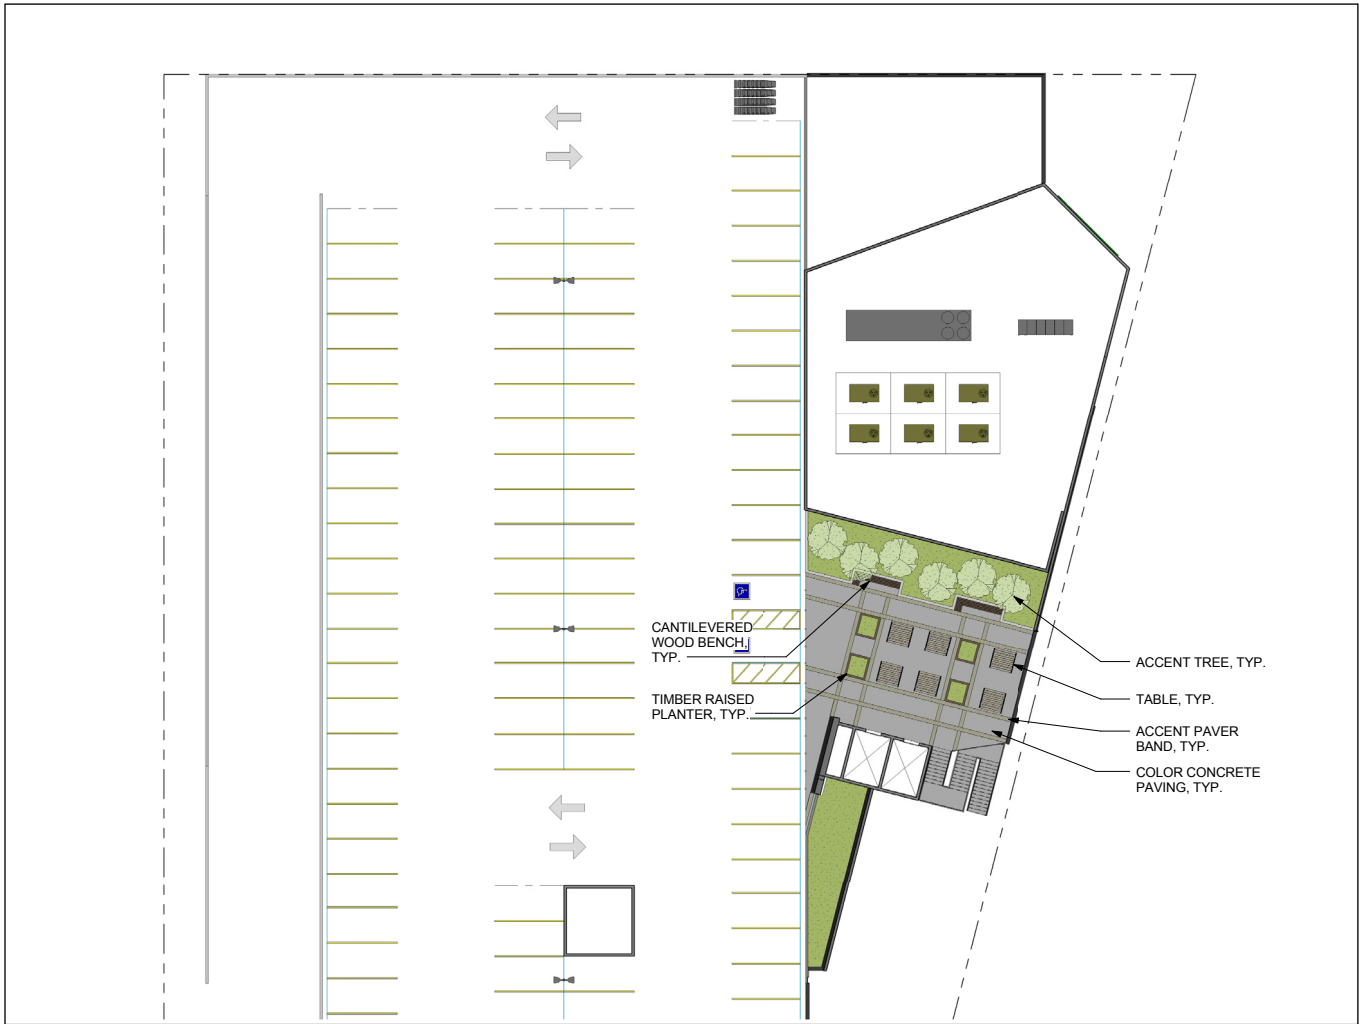 CANTILEVERED
WOOD BENCH,
TYP.
TIMBER RAISED
PLANTER, TYP.
ACCENT TREE, TYP.
TABLE, TYP.
ACCENT PAVER
BAND, TYP.
COLOR CONCRETE
PAVING, TYP.